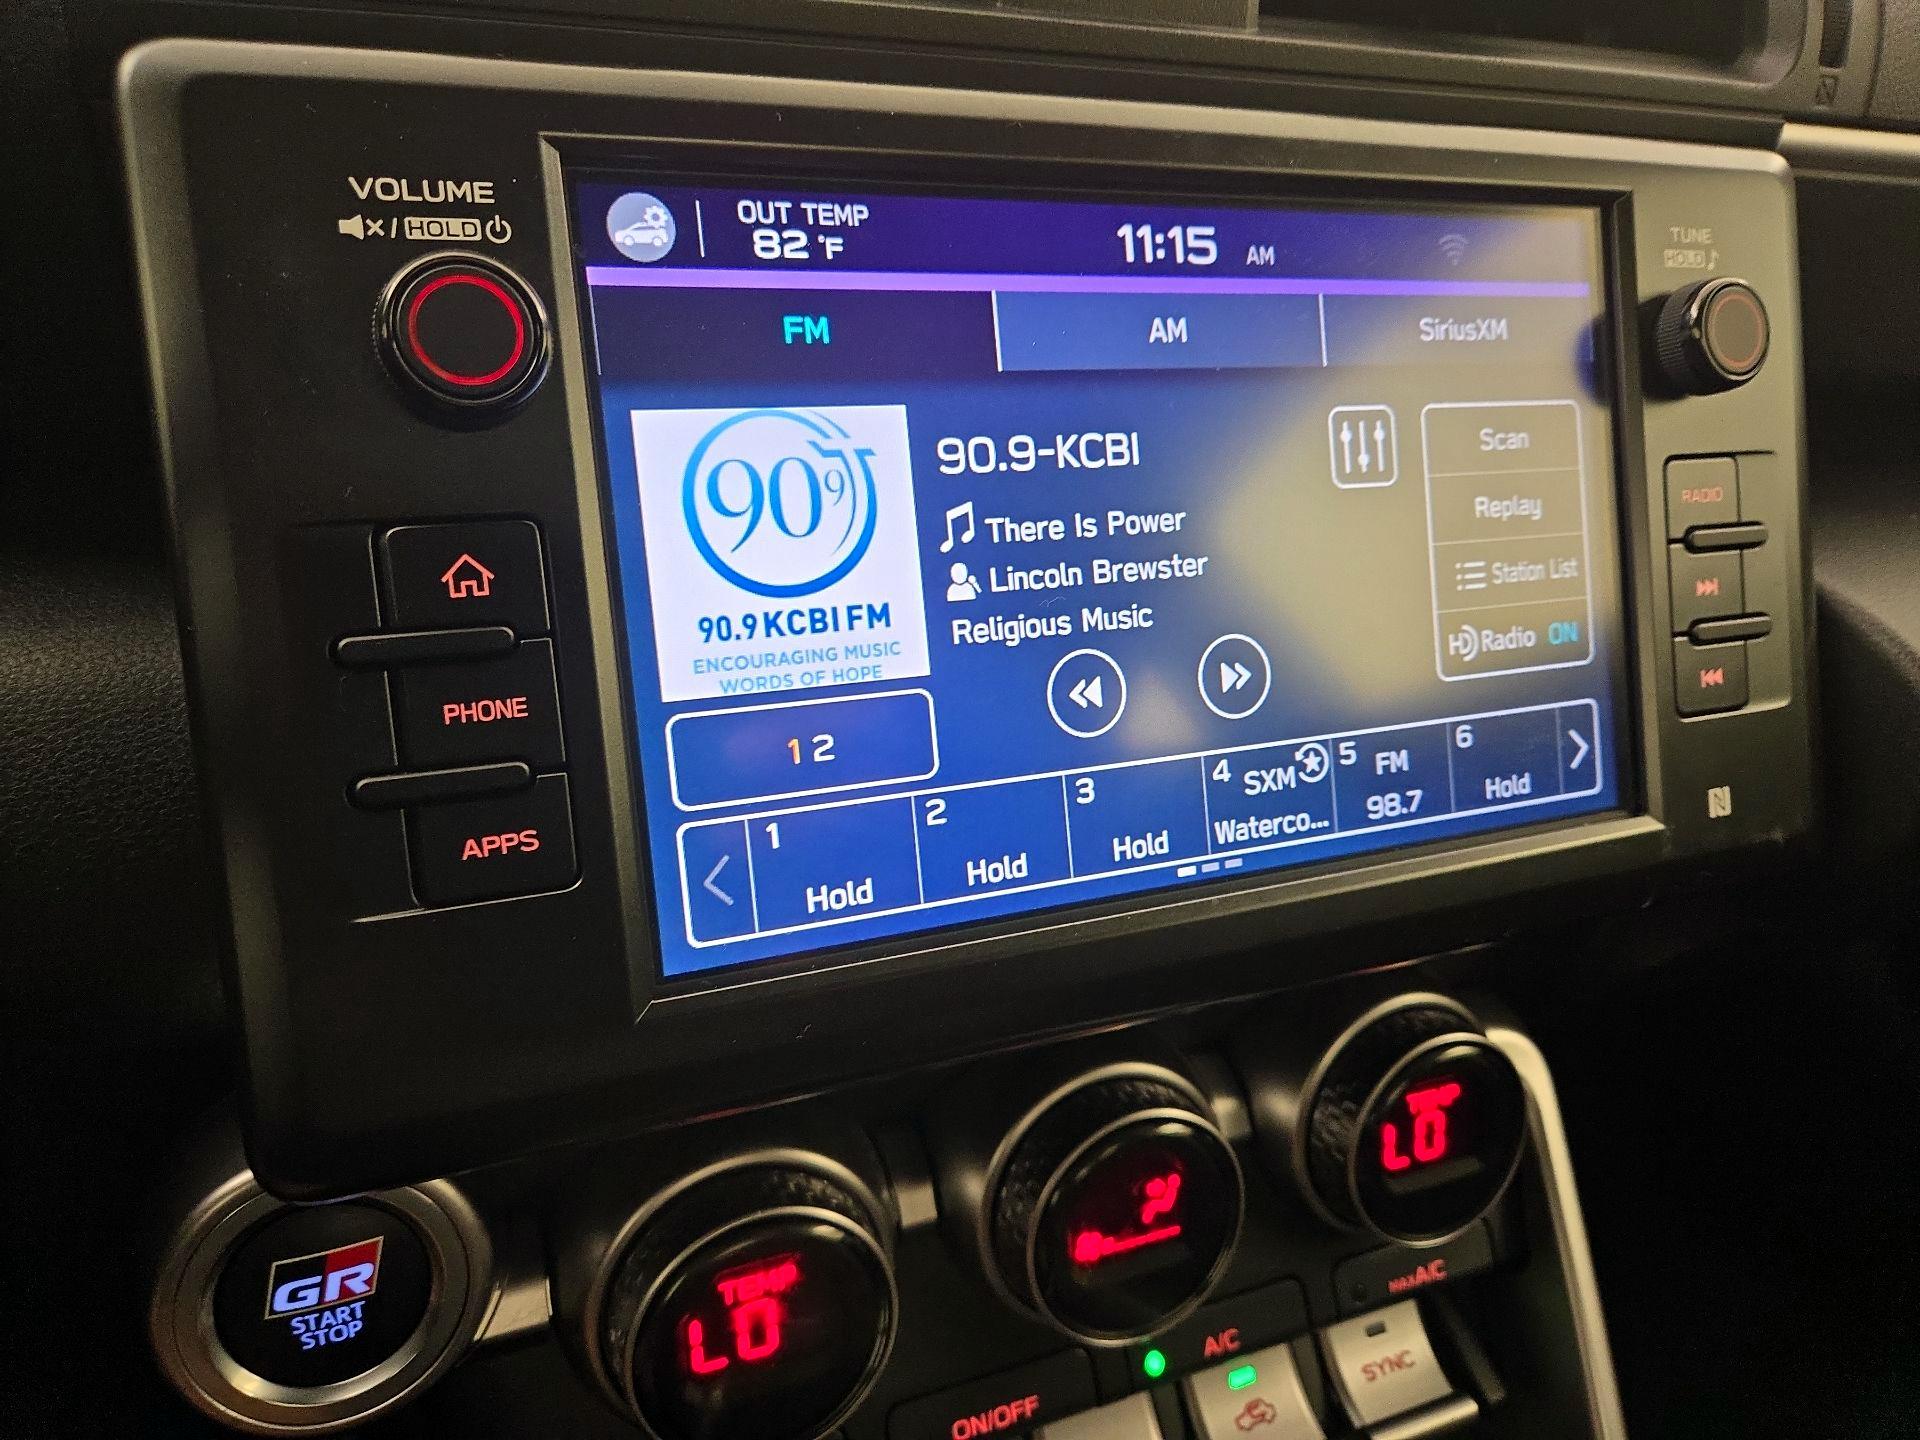 VOLUME
/ HOLD
OUT TEMP
82 °F
11:15 AM
TUNE
HOLD
FM
AM
SiriusXM
90.9
90.9 KCBI FM
ENCOURAGING MUSIC
WORDS OF HOPE
90.9-KCBI
There Is Power
Lincoln Brewster
Religious Music
Scan
Replay
Station List
HD Radio ON
RADIO
PHONE
APPS
1 2
1 Hold
2 Hold
3 Hold
4 SXM Waterco...
5 FM 98.7
6 Hold
N
GR
START
STOP
TEMP
LO
TEMP
LO
ON/OFF
A/C
MAX A/C
SYNC